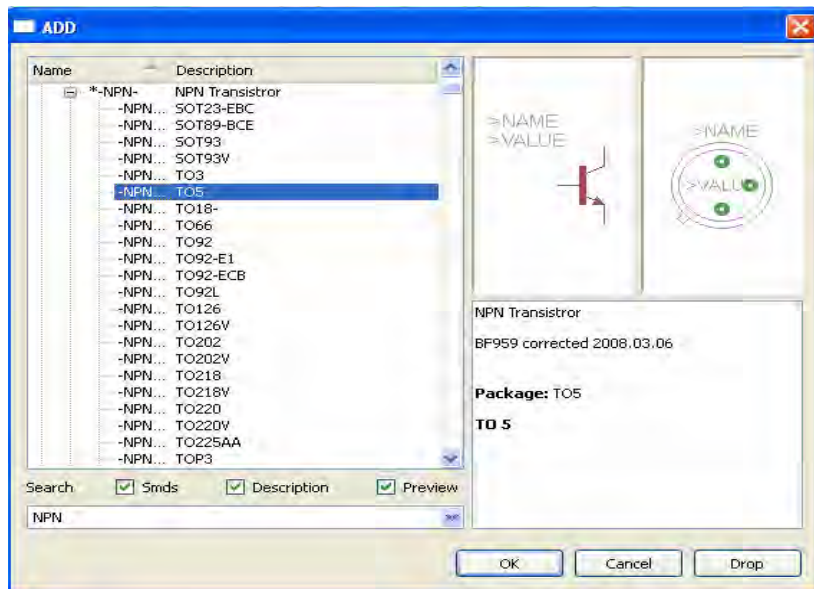 ADD
Name Description
*-NPN- NPN Transistror
-NPN... SOT23-EBC
-NPN... SOT89-BCE
-NPN... SOT93
-NPN... SOT93V
-NPN... TO3
-NPN... TO5
-NPN... TO18-
-NPN... TO66
-NPN... TO92
-NPN... TO92-E1
-NPN... TO92-ECB
-NPN... TO92L
-NPN... TO126
-NPN... TO126V
-NPN... TO202
-NPN... TO202V
-NPN... TO218
-NPN... TO218V
-NPN... TO220
-NPN... TO220V
-NPN... TO225AA
-NPN... TOP3
Search Smds Description Preview
NPN
>NAME
>VALUE
>NAME
>VALUE
NPN Transistror
BF959 corrected 2008.03.06
Package: TO5
TO 5
OK Cancel Drop